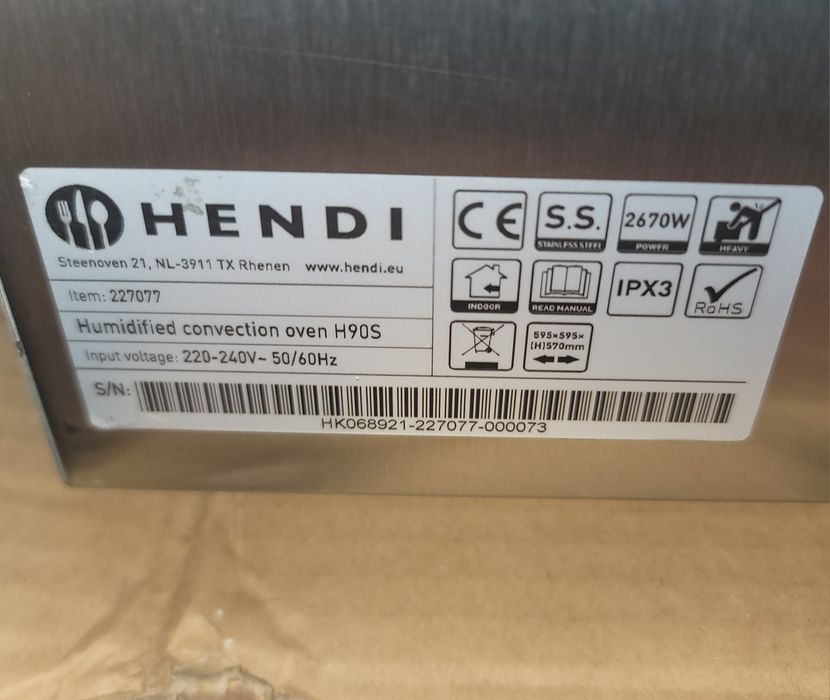 HENDI
Steenoven 21, NL-3911 TX Rhenen www.hendi.eu
Item: 227077
Humidified convection oven H90S
Input voltage: 220-240V~ 50/60Hz
S/N:
HK068921-227077-000073
CE
S.S.
STAINLESS STEEL
2670W
POWER
HEAVY
INDOOR
READ MANUAL
IPX3
RoHS
595×595×
(H)570mm